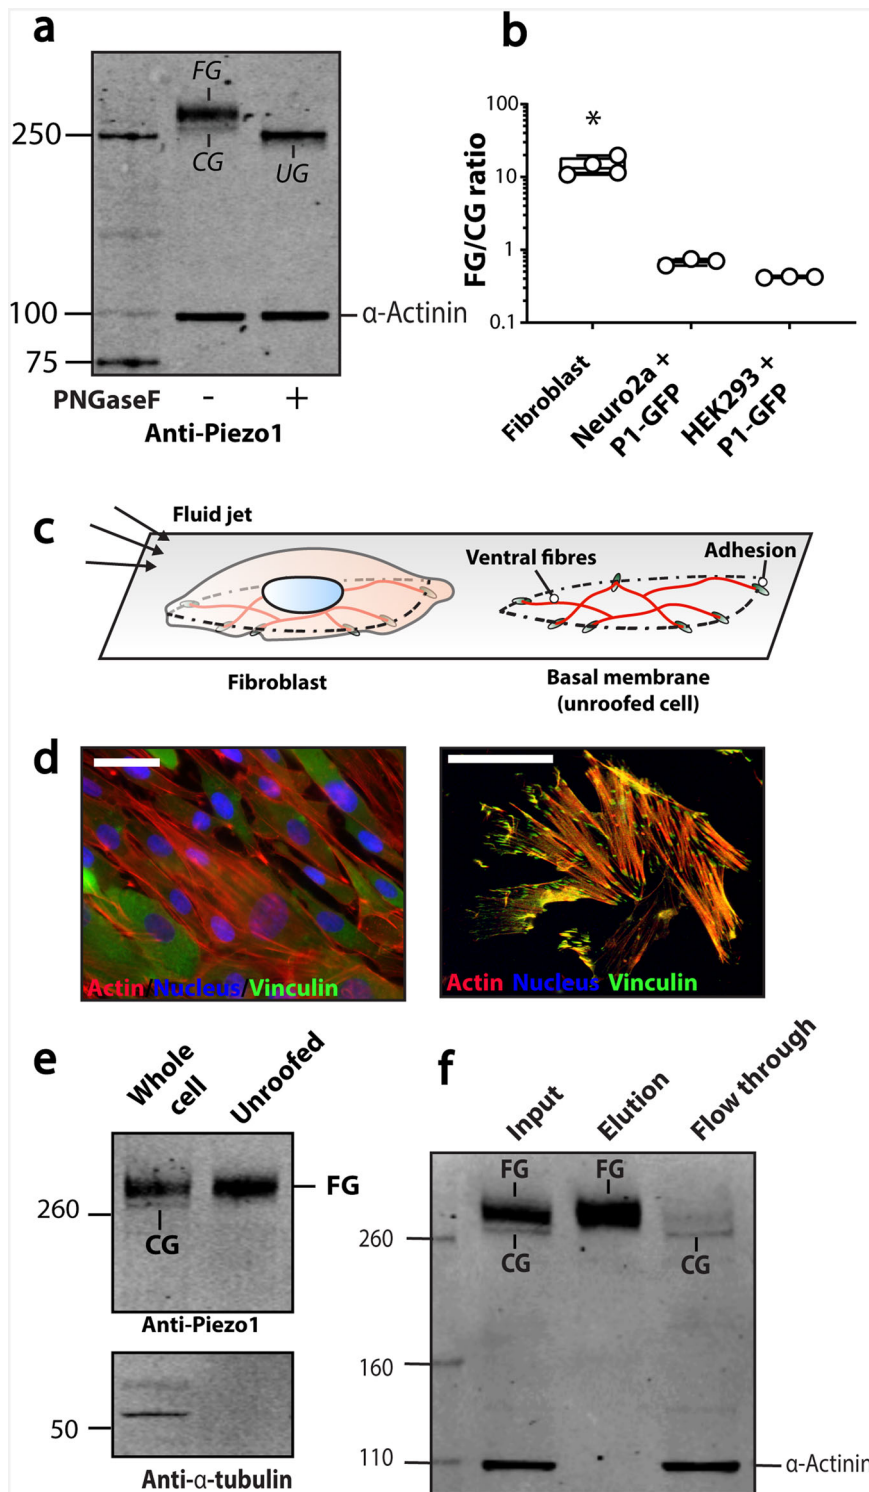 a
FG
250
CG
UG
100
α-Actinin
75
PNGaseF - +
Anti-Piezo1
b
*
100
10
1
0.1
FG/CG ratio
Fibroblast
Neuro2a +
P1-GFP
HEK293 +
P1-GFP
c
Fluid jet
Ventral fibres
Adhesion
Fibroblast
Basal membrane
(unroofed cell)
d
Actin/Nucleus/Vinculin
Actin Nucleus Vinculin
e
Whole
cell
Unroofed
FG
260
CG
Anti-Piezo1
50
Anti-α-tubulin
f
Input
Elution
Flow through
FG FG
260
CG CG
160
110
α-Actinin